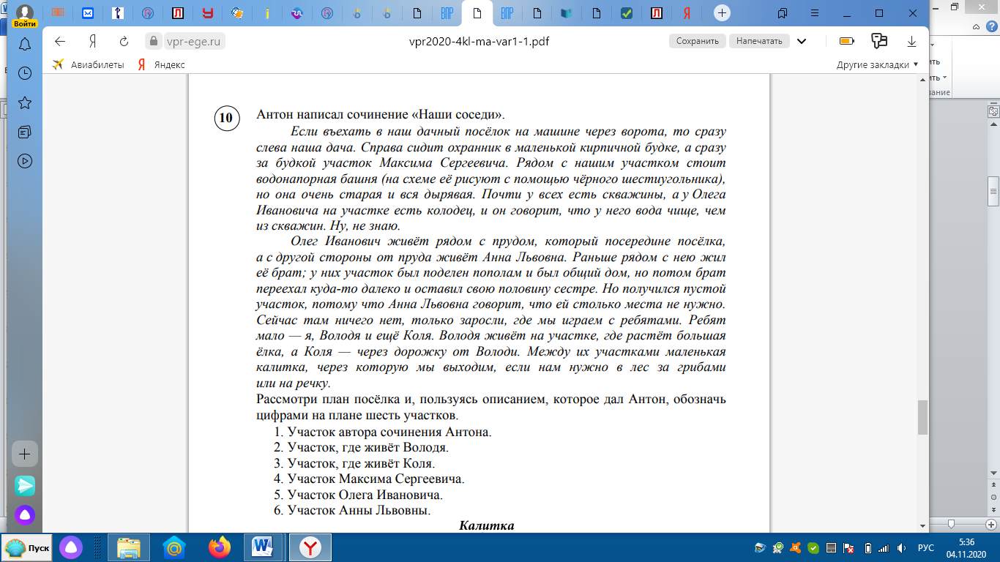 Войти
vpr-ege.ru
vpr2020-4kl-ma-var1-1.pdf
Сохранить
Напечатать
Авиабилеты
Яндекс
Другие закладки
10
Антон написал сочинение «Наши соседи».
Если въехать в наш дачный посёлок на машине через ворота, то сразу
слева наша дача. Справа сидит охранник в маленькой кирпичной будке, а сразу
за будкой участок Максима Сергеевича. Рядом с нашим участком стоит
водонапорная башня (на схеме её рисуют с помощью чёрного шестиугольника),
но она очень старая и вся дырявая. Почти у всех есть скважины, а у Олега
Ивановича на участке есть колодец, и он говорит, что у него вода чище, чем
из скважин. Ну, не знаю.
Олег Иванович живёт рядом с прудом, который посередине посёлка,
а с другой стороны от пруда живёт Анна Львовна. Раньше рядом с нею жил
её брат; у них участок был поделен пополам и был общий дом, но потом брат
переехал куда-то далеко и оставил свою половину сестре. Но получился пустой
участок, потому что Анна Львовна говорит, что ей столько места не нужно.
Сейчас там ничего нет, только заросли, где мы играем с ребятами. Ребят
мало — я, Володя и ещё Коля. Володя живёт на участке, где растёт большая
ёлка, а Коля — через дорожку от Володи. Между их участками маленькая
калитка, через которую мы выходим, если нам нужно в лес за грибами
или на речку.
Рассмотри план посёлка и, пользуясь описанием, которое дал Антон, обозначь
цифрами на плане шесть участков.
1. Участок автора сочинения Антона.
2. Участок, где живёт Володя.
3. Участок, где живёт Коля.
4. Участок Максима Сергеевича.
5. Участок Олега Ивановича.
6. Участок Анны Львовны.
Калитка
Пуск
РУС
5:36
04.11.2020